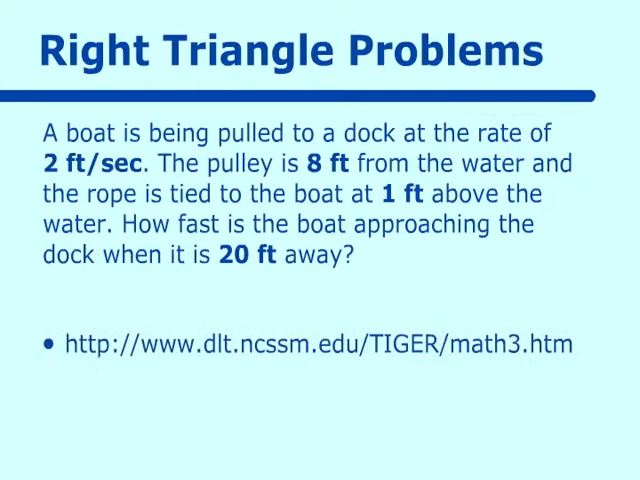 Right Triangle Problems
A boat is being pulled to a dock at the rate of
2 ft/sec. The pulley is 8 ft from the water and
the rope is tied to the boat at 1 ft above the
water. How fast is the boat approaching the
dock when it is 20 ft away?
• http://www.dlt.ncssm.edu/TIGER/math3.htm